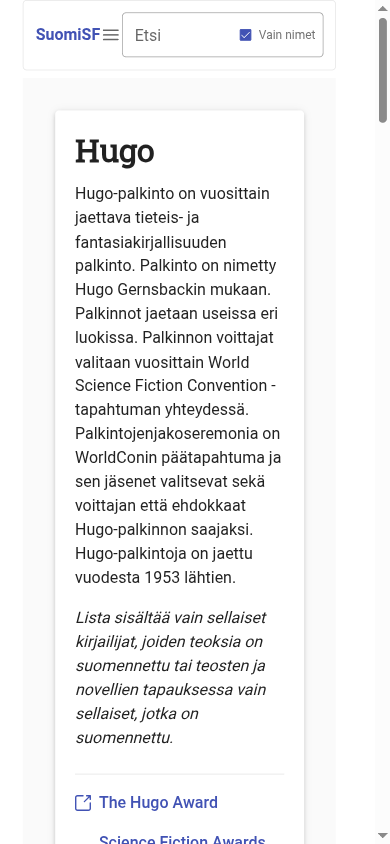 SuomiSF
Etsi
Vain nimet
Hugo
Hugo-palkinto on vuosittain
jaettava tieteis- ja
fantasiakirjallisuuden
palkinto. Palkinto on nimetty
Hugo Gernsbackin mukaan.
Palkinnot jaetaan useissa eri
luokissa. Palkinnon voittajat
valitaan vuosittain World
Science Fiction Convention -
tapahtuman yhteydessä.
Palkintojenjakoseremonia on
WorldConin päätapahtuma ja
sen jäsenet valitsevat sekä
voittajan että ehdokkaat
Hugo-palkinnon saajaksi.
Hugo-palkintoja on jaettu
vuodesta 1953 lähtien.
Lista sisältää vain sellaiset
kirjailijat, joiden teoksia on
suomennettu tai teosten ja
novellien tapauksessa vain
sellaiset, jotka on
suomennettu.
The Hugo Award
Science Fiction Awards